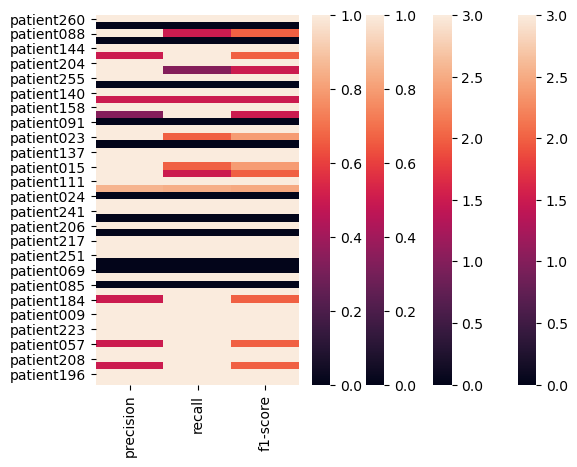 patient260
patient088
patient144
patient204
patient255
patient140
patient158
patient091
patient023
patient137
patient015
patient111
patient024
patient241
patient206
patient217
patient251
patient069
patient085
patient184
patient009
patient223
patient057
patient208
patient196
precision
recall
f1-score
1.0
0.8
0.6
0.4
0.2
0.0
1.0
0.8
0.6
0.4
0.2
0.0
3.0
2.5
2.0
1.5
1.0
0.5
0.0
3.0
2.5
2.0
1.5
1.0
0.5
0.0